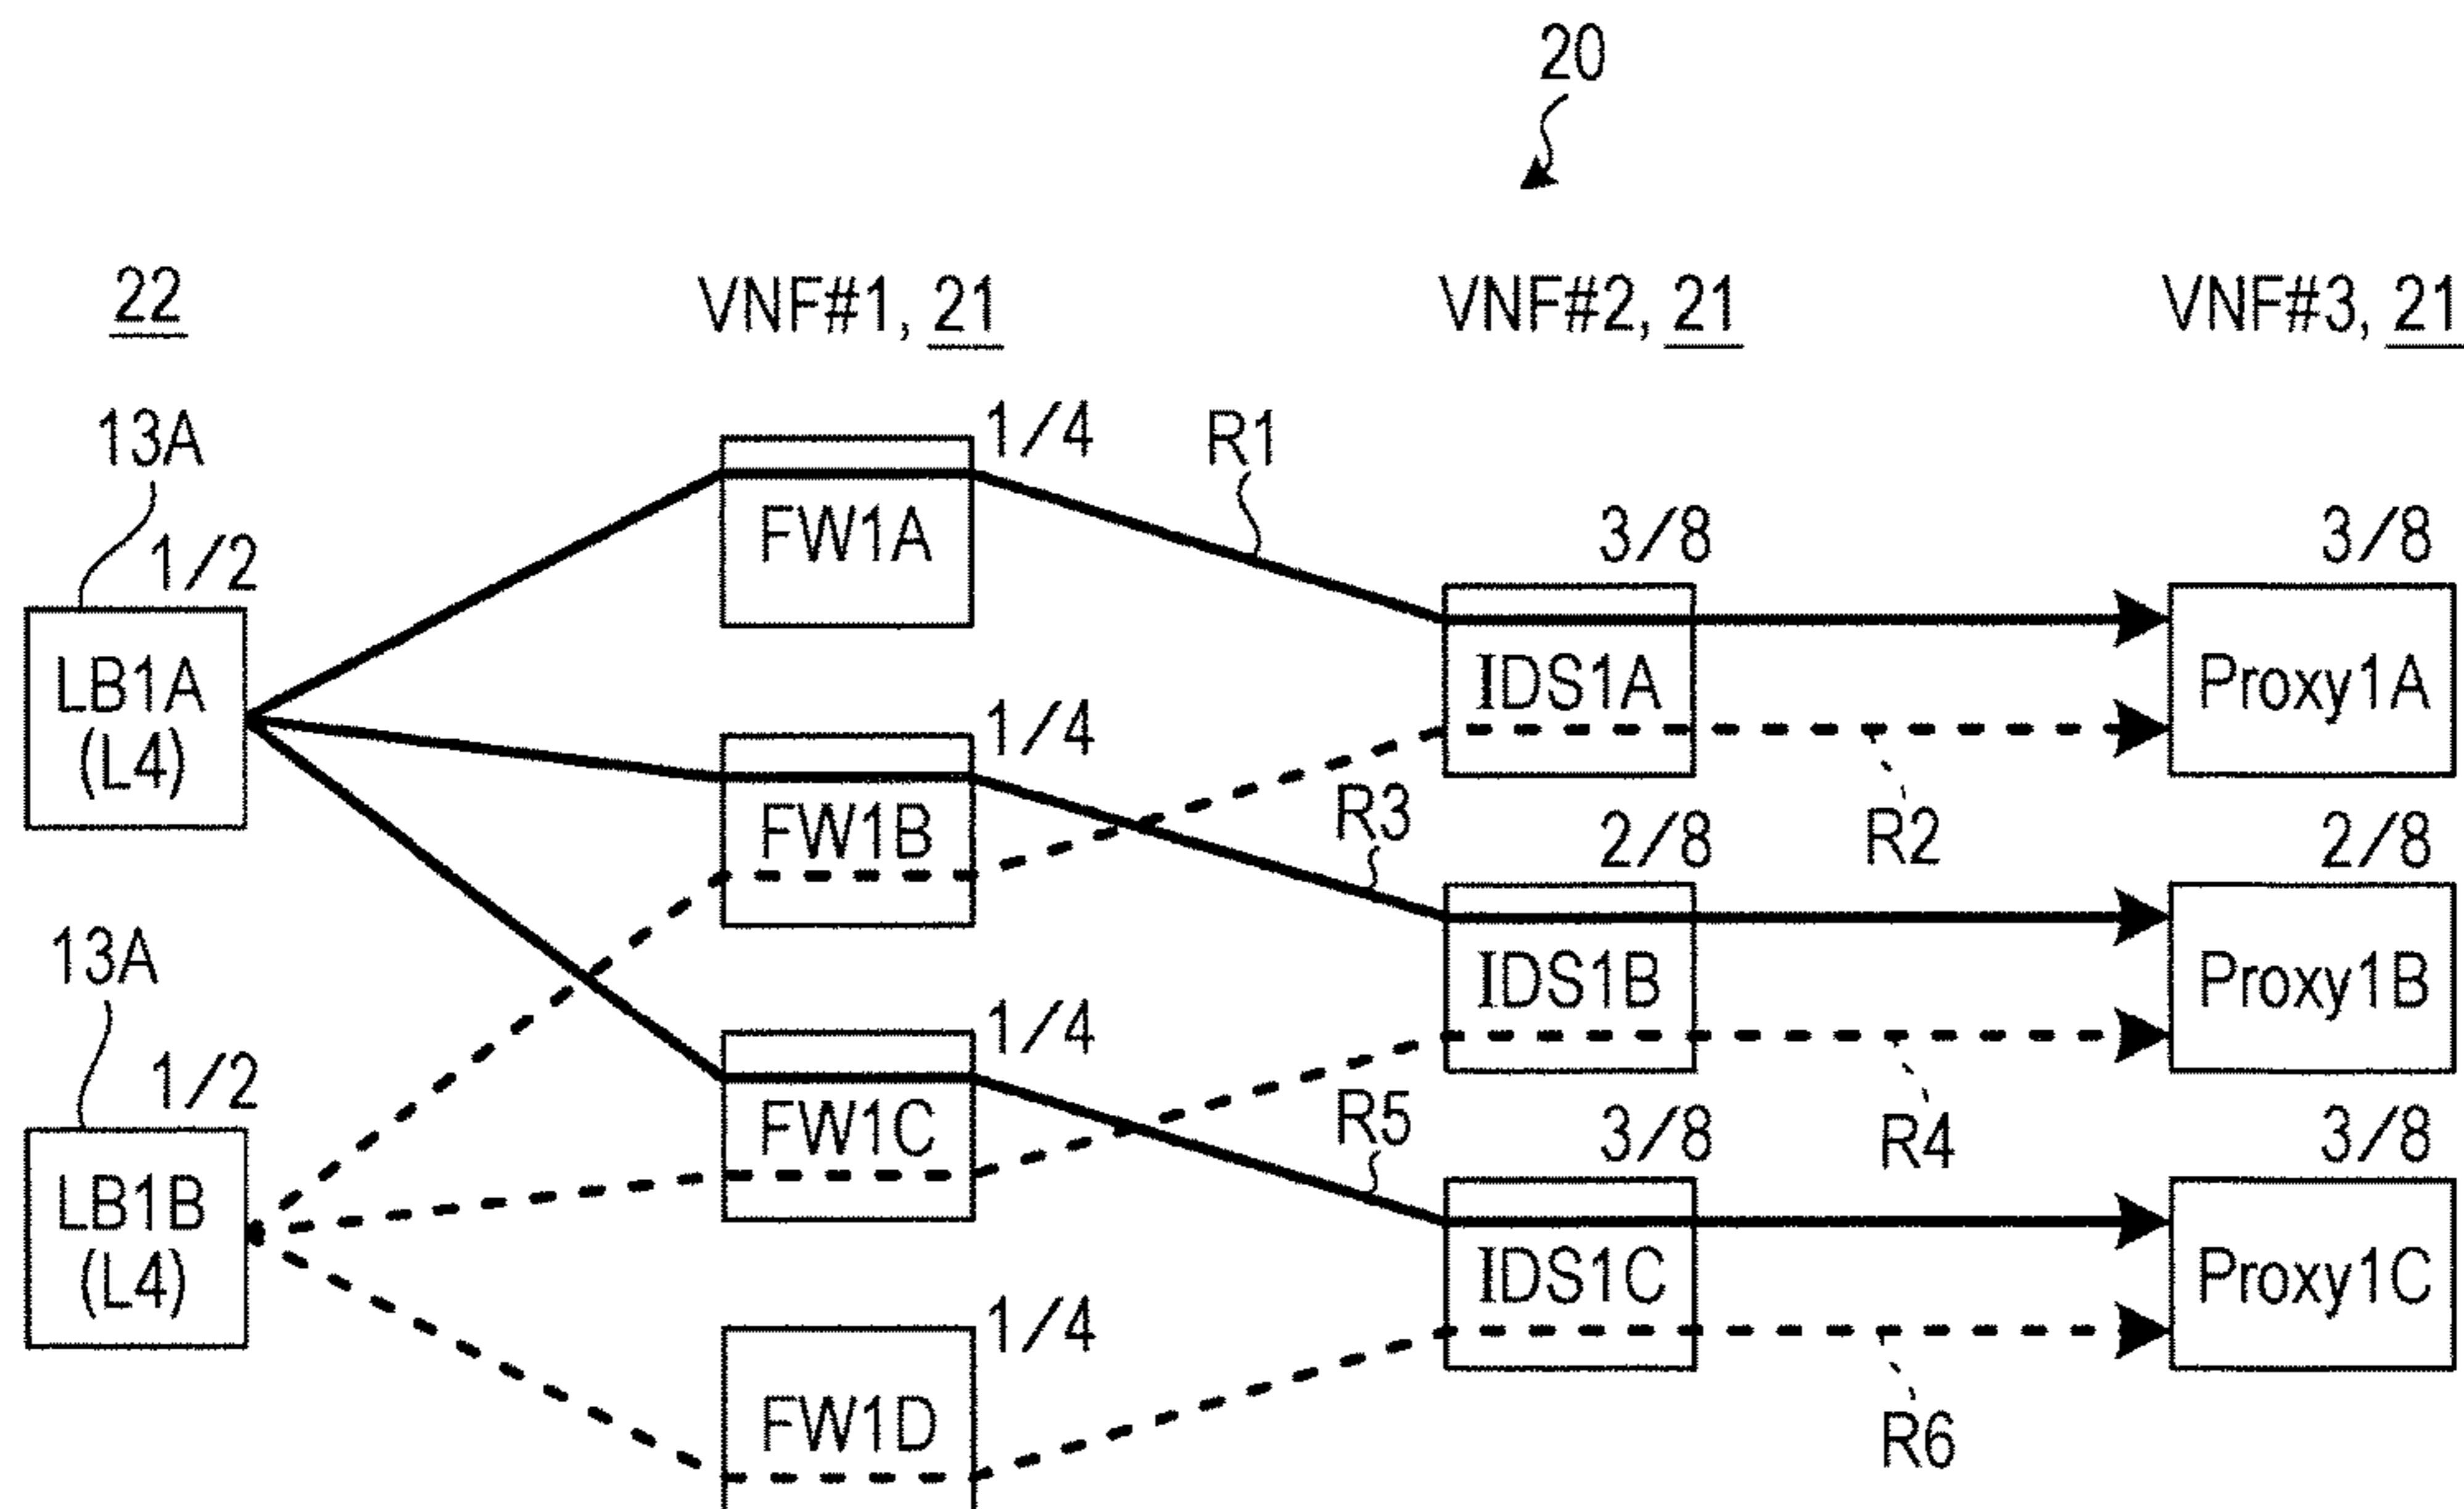 20
22 VNF#1, 21 VNF#2, 21 VNF#3, 21
13A
1/2
LB1A
(L4)
13A
1/2
LB1B
(L4)
1/4
FW1A
1/4
FW1B
1/4
FW1C
1/4
FW1D
R1
R3
R5
3/8
IDS1A
2/8
IDS1B
3/8
IDS1C
R2
R4
R6
3/8
Proxy1A
2/8
Proxy1B
3/8
Proxy1C